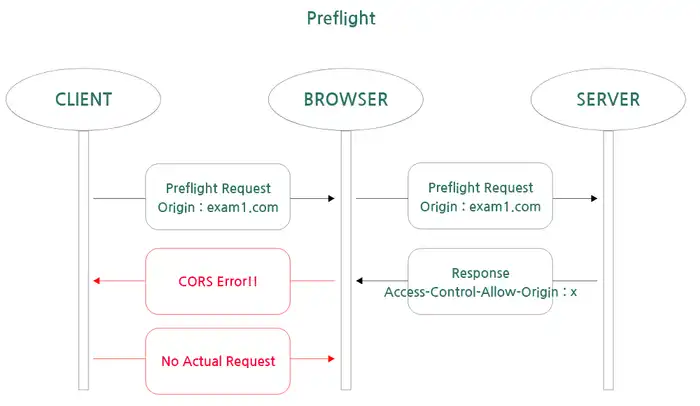 Preflight
CLIENT
BROWSER
SERVER
Preflight Request
Origin : exam1.com
Preflight Request
Origin : exam1.com
CORS Error!!
Response
Access-Control-Allow-Origin : x
No Actual Request